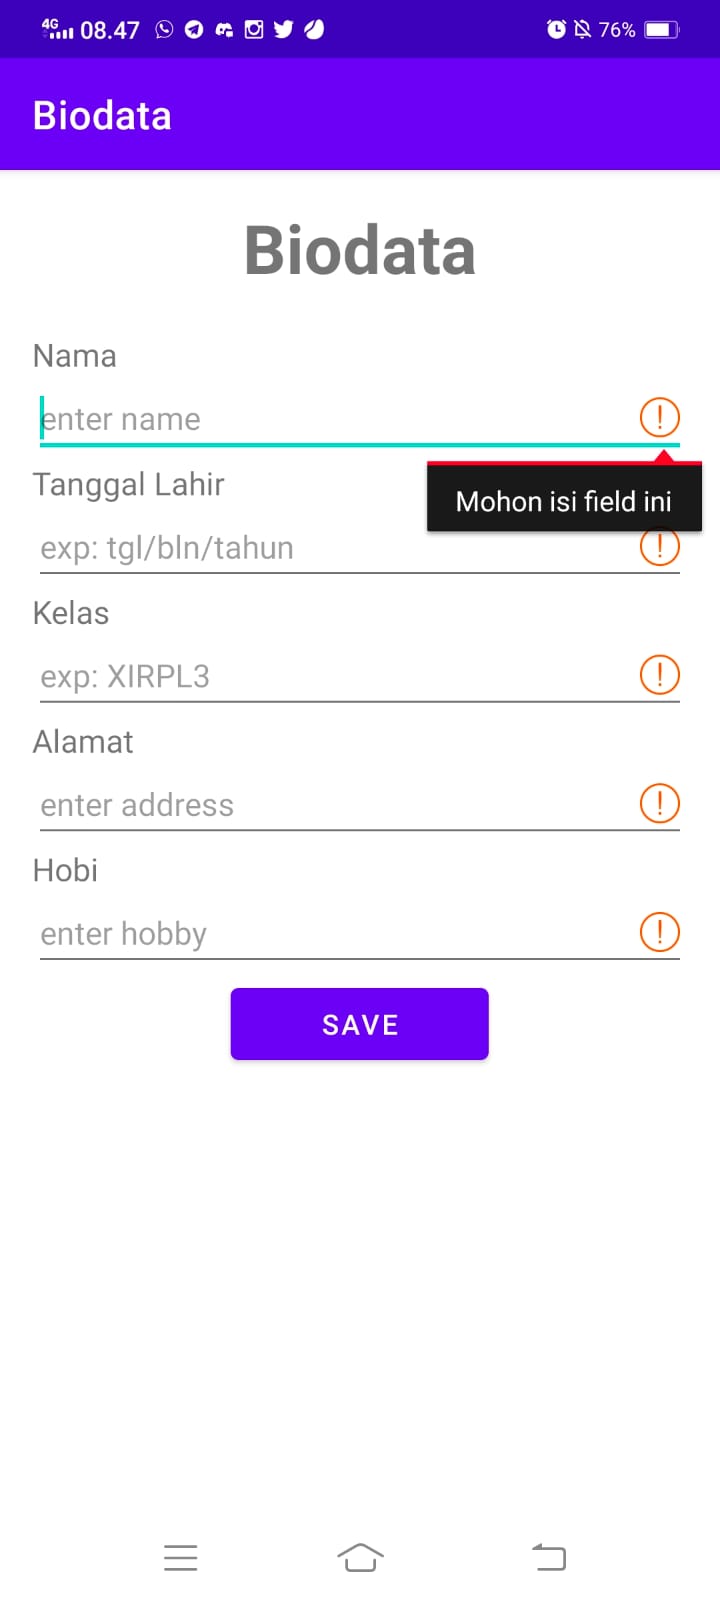 4G 08.47 76%
Biodata
Biodata
Nama
enter name
Tanggal Lahir
Mohon isi field ini
exp: tgl/bln/tahun
Kelas
exp: XIRPL3
Alamat
enter address
Hobi
enter hobby
SAVE